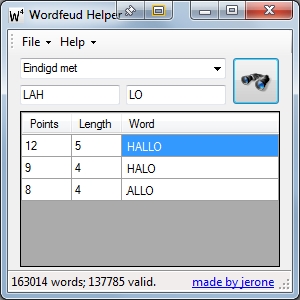 W4 Wordfeud Helper
File Help
Eindigd met
LAH LO
Points Length Word
12 5 HALLO
9 4 HALO
8 4 ALLO
163014 words; 137785 valid. made by jerone